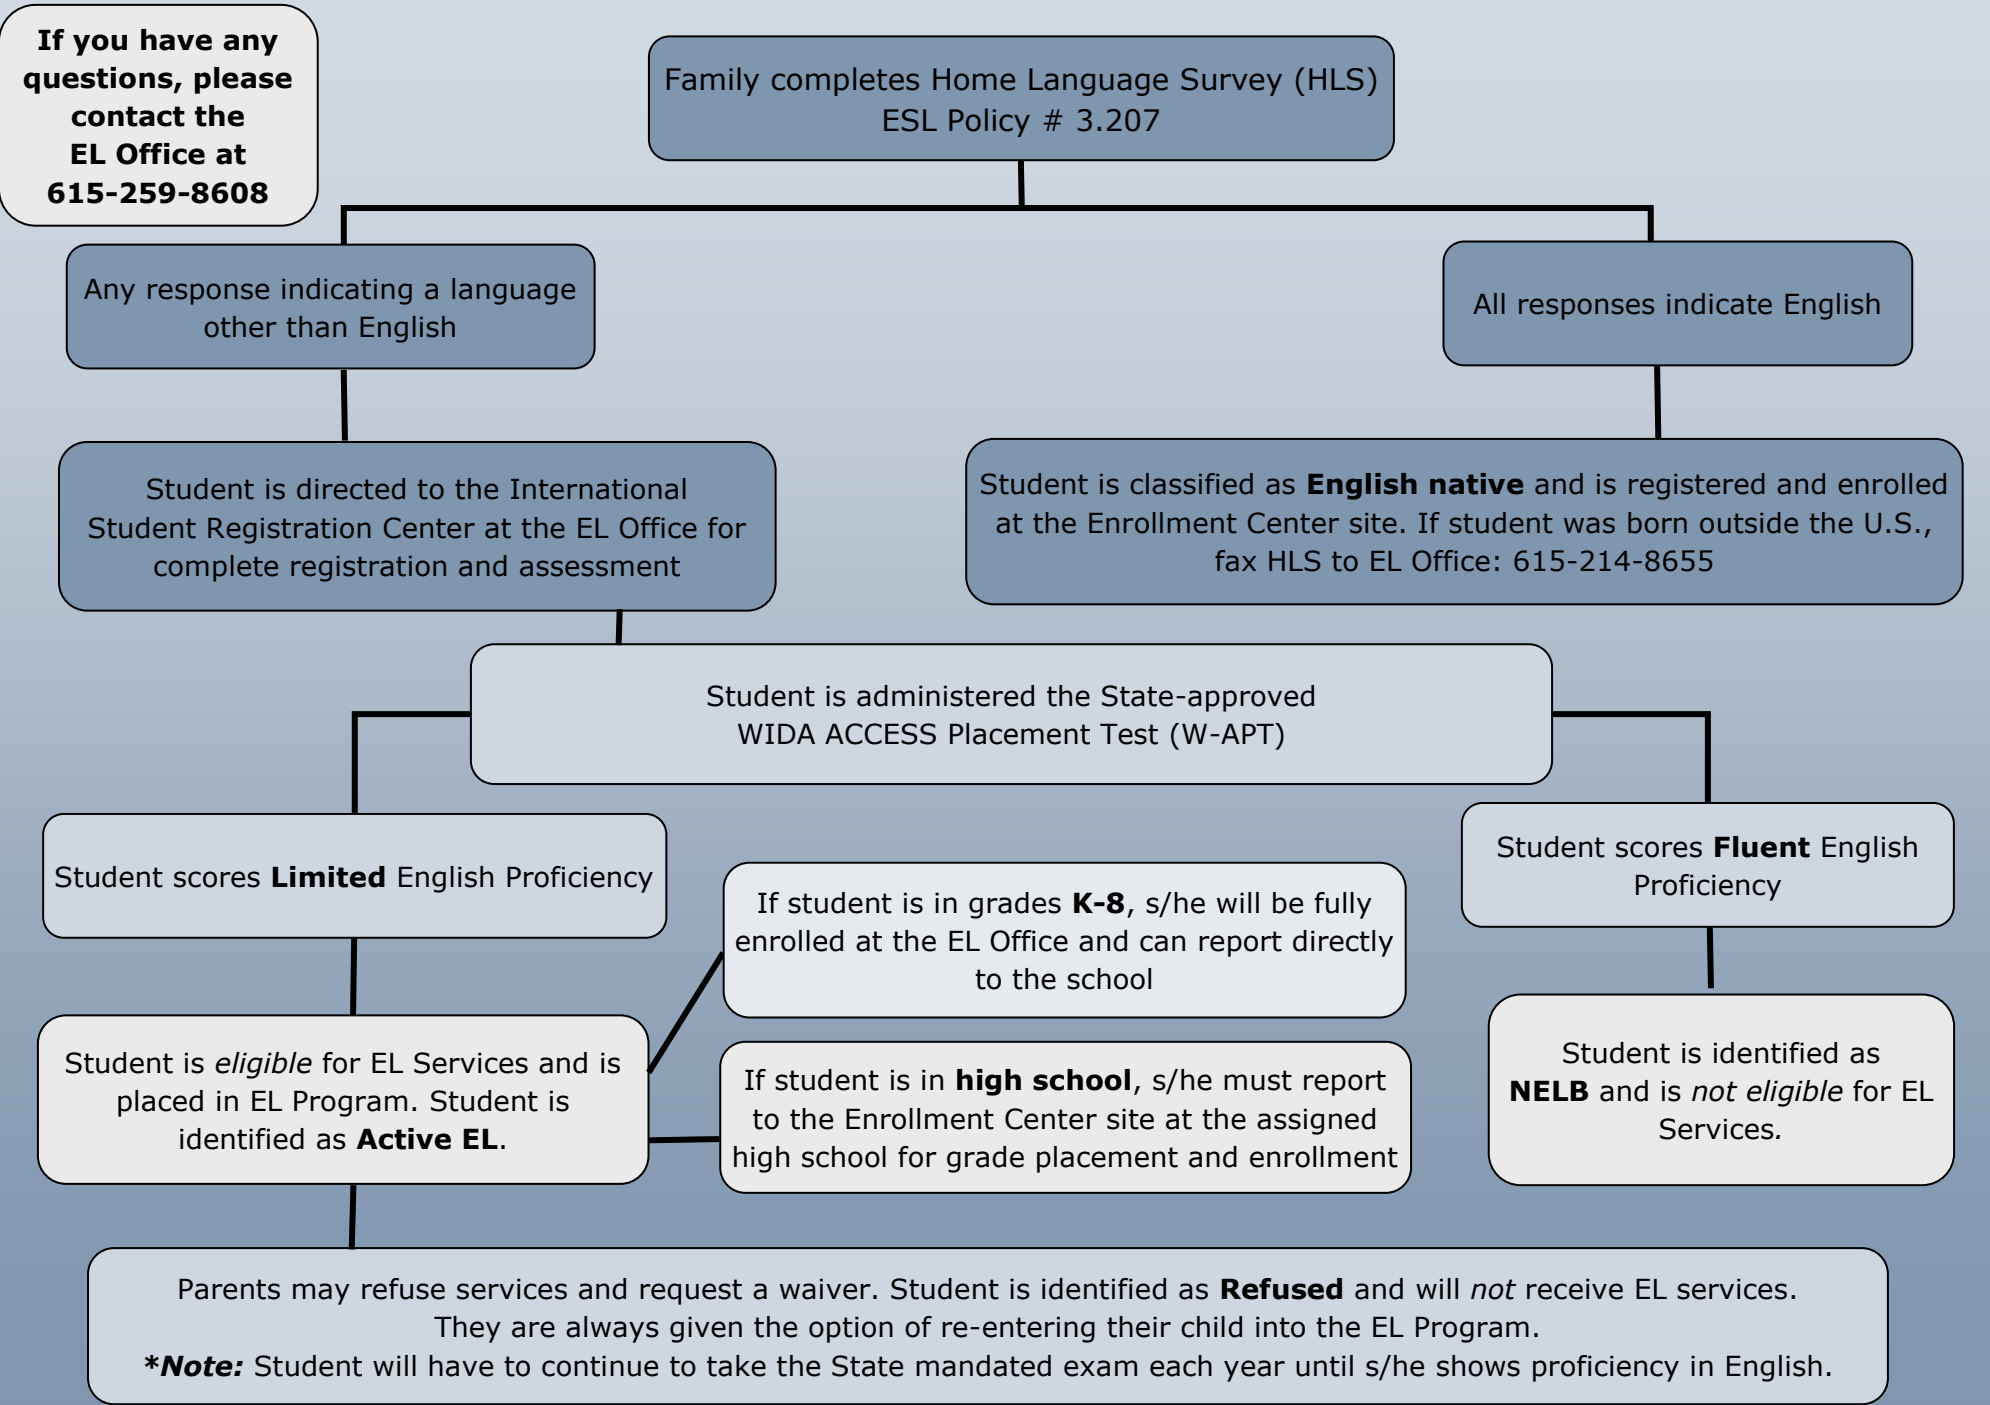 If you have any
questions, please
contact the
EL Office at
615-259-8608
Family completes Home Language Survey (HLS)
ESL Policy # 3.207
Any response indicating a language
other than English
All responses indicate English
Student is directed to the International
Student Registration Center at the EL Office for
complete registration and assessment
Student is classified as English native and is registered and enrolled
at the Enrollment Center site. If student was born outside the U.S.,
fax HLS to EL Office: 615-214-8655
Student is administered the State-approved
WIDA ACCESS Placement Test (W-APT)
Student scores Limited English Proficiency
Student scores Fluent English
Proficiency
If student is in grades K-8, s/he will be fully
enrolled at the EL Office and can report directly
to the school
Student is eligible for EL Services and is
placed in EL Program. Student is
identified as Active EL.
If student is in high school, s/he must report
to the Enrollment Center site at the assigned
high school for grade placement and enrollment
Student is identified as
NELB and is not eligible for EL
Services.
Parents may refuse services and request a waiver. Student is identified as Refused and will not receive EL services.
They are always given the option of re-entering their child into the EL Program.
*Note: Student will have to continue to take the State mandated exam each year until s/he shows proficiency in English.